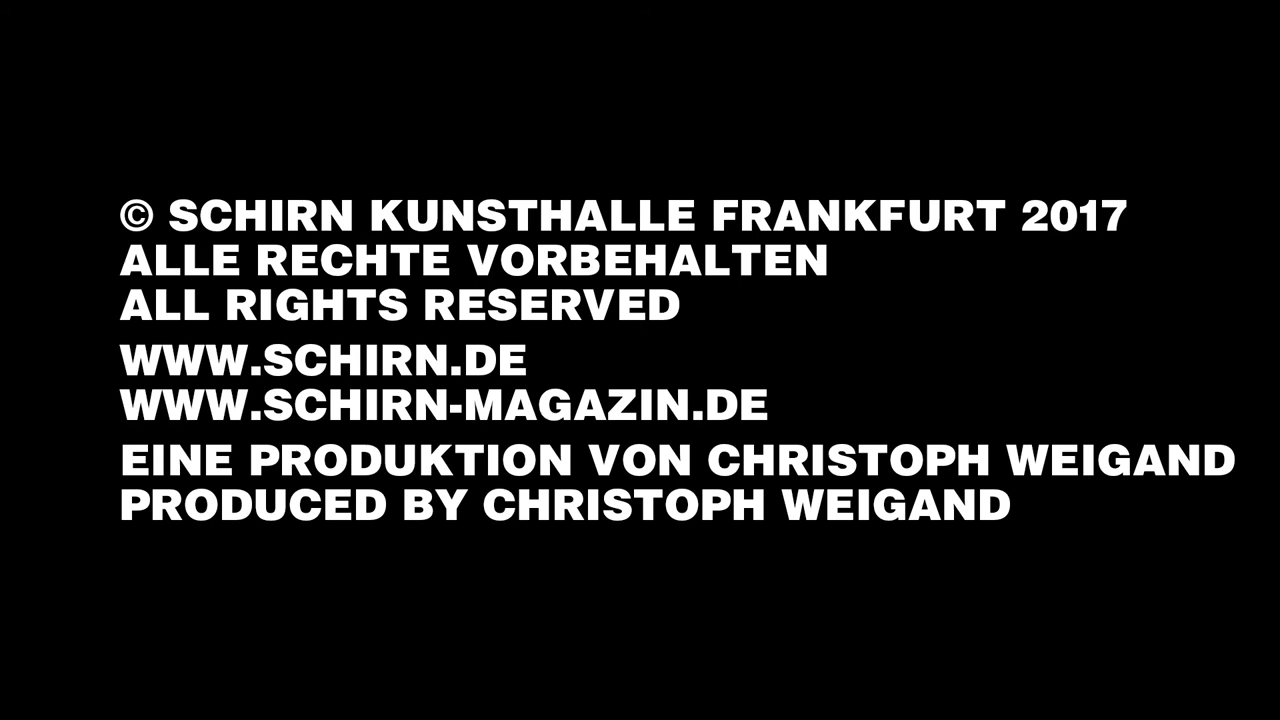 © SCHIRN KUNSTHALLE FRANKFURT 2017
ALLE RECHTE VORBEHALTEN
ALL RIGHTS RESERVED
WWW.SCHIRN.DE
WWW.SCHIRN-MAGAZIN.DE
EINE PRODUKTION VON CHRISTOPH WEIGAND
PRODUCED BY CHRISTOPH WEIGAND